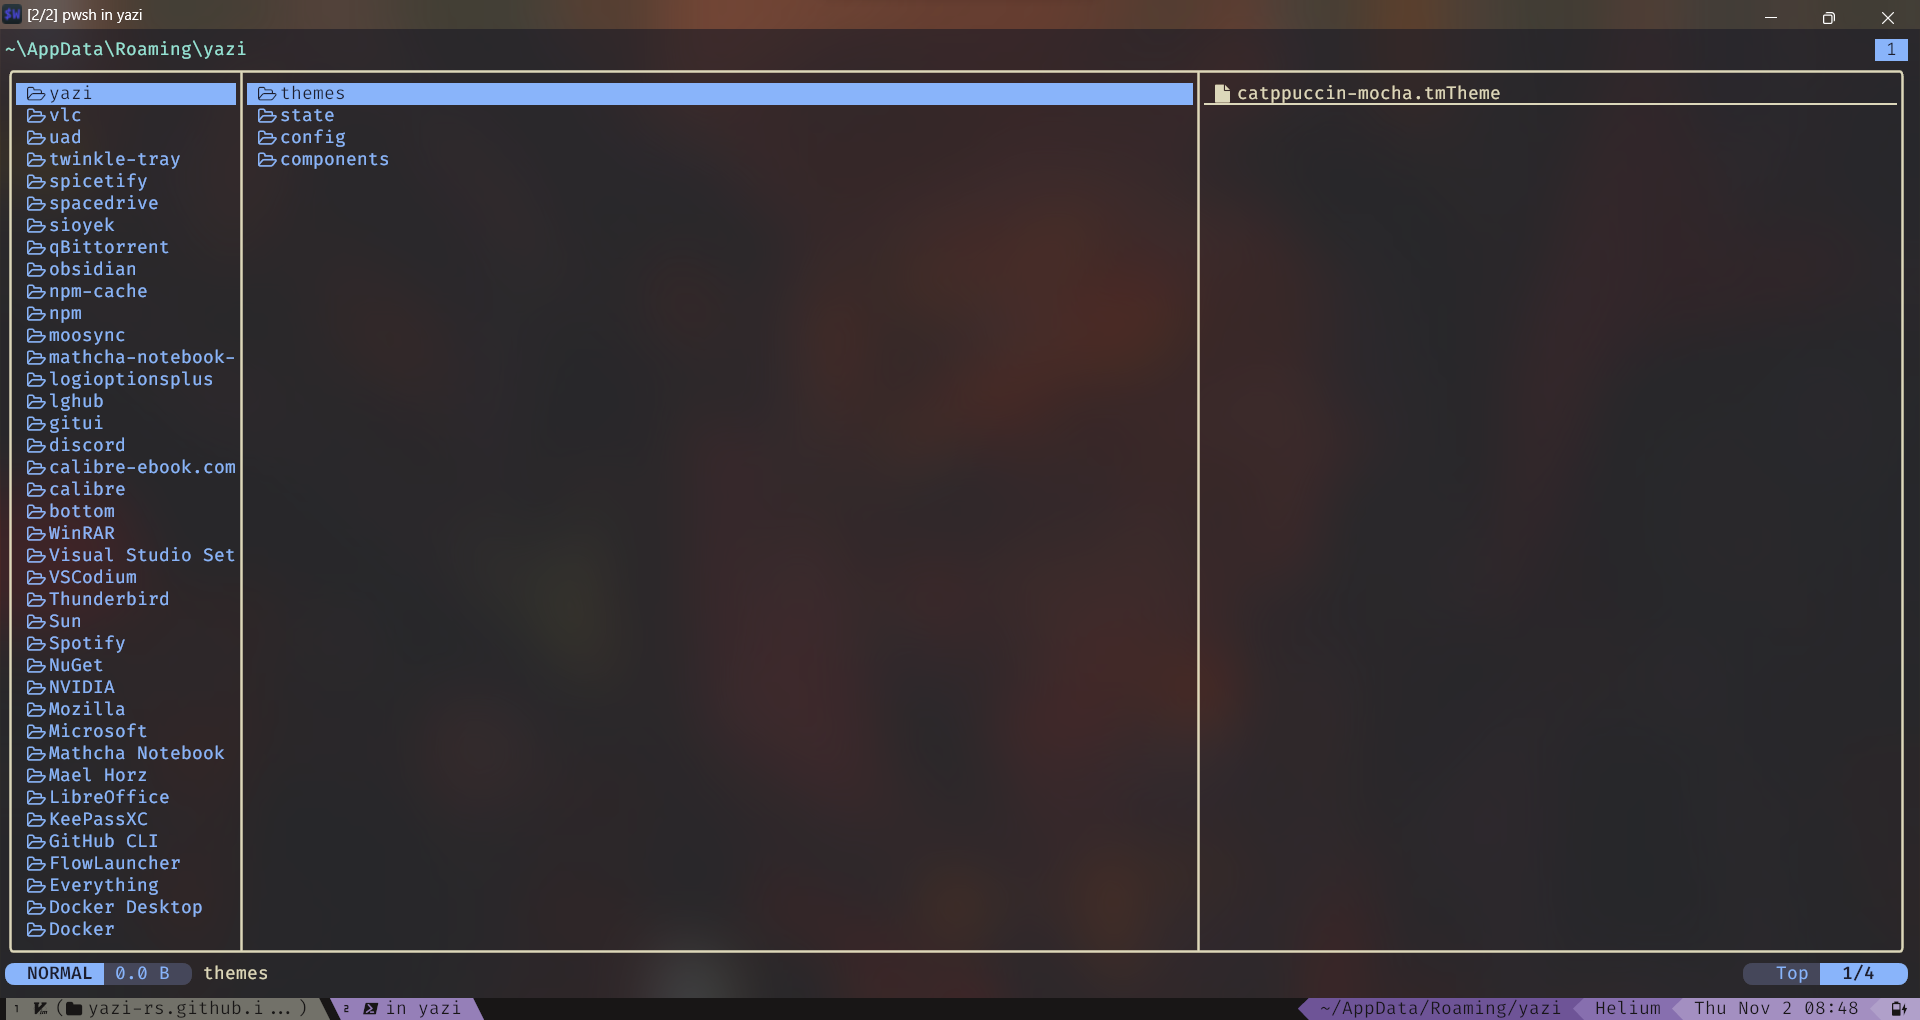 [2/2] pwsh in yazi
~\AppData\Roaming\yazi
1
yazi
vlc
uad
twinkle-tray
spicetify
spacedrive
sioyek
qBittorrent
obsidian
npm-cache
npm
moosync
mathcha-notebook-
logioptionsplus
lghub
gitui
discord
calibre-ebook.com
calibre
bottom
WinRAR
Visual Studio Set
VSCodium
Thunderbird
Sun
Spotify
NuGet
NVIDIA
Mozilla
Microsoft
Mathcha Notebook
Mael Horz
LibreOffice
KeePassXC
GitHub CLI
FlowLauncher
Everything
Docker Desktop
Docker
themes
state
config
components
catppuccin-mocha.tmTheme
NORMAL 0.0 B themes
Top 1/4
1 ( yazi-rs.github.i... ) 2 in yazi
~/AppData/Roaming/yazi Helium Thu Nov 2 08:48